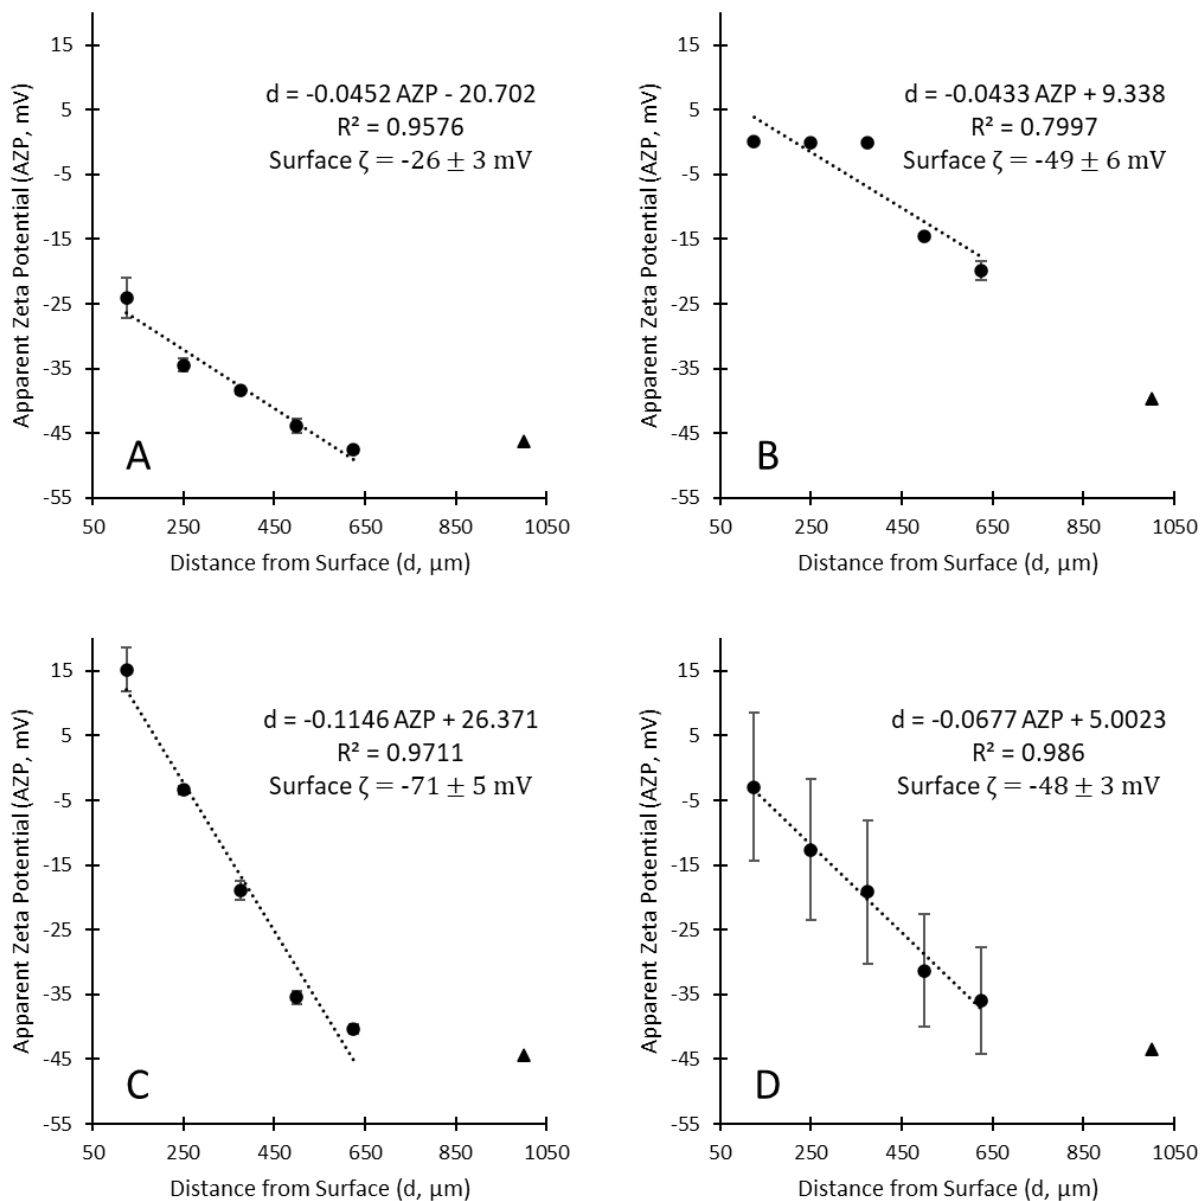 Apparent Zeta Potential (AZP, mV)
15
5
-5
-15
-25
-35
-45
-55
d = -0.0452 AZP - 20.702
R² = 0.9576
Surface ζ = -26 ± 3 mV
A
50 250 450 650 850 1050
Distance from Surface (d, µm)
Apparent Zeta Potential (AZP, mV)
15
5
-5
-15
-25
-35
-45
-55
d = -0.0433 AZP + 9.338
R² = 0.7997
Surface ζ = -49 ± 6 mV
B
50 250 450 650 850 1050
Distance from Surface (d, µm)
Apparent Zeta Potential (AZP, mV)
15
5
-5
-15
-25
-35
-45
-55
d = -0.1146 AZP + 26.371
R² = 0.9711
Surface ζ = -71 ± 5 mV
C
50 250 450 650 850 1050
Distance from Surface (d, µm)
Apparent Zeta Potential (AZP, mV)
15
5
-5
-15
-25
-35
-45
-55
d = -0.0677 AZP + 5.0023
R² = 0.986
Surface ζ = -48 ± 3 mV
D
50 250 450 650 850 1050
Distance from Surface (d, µm)